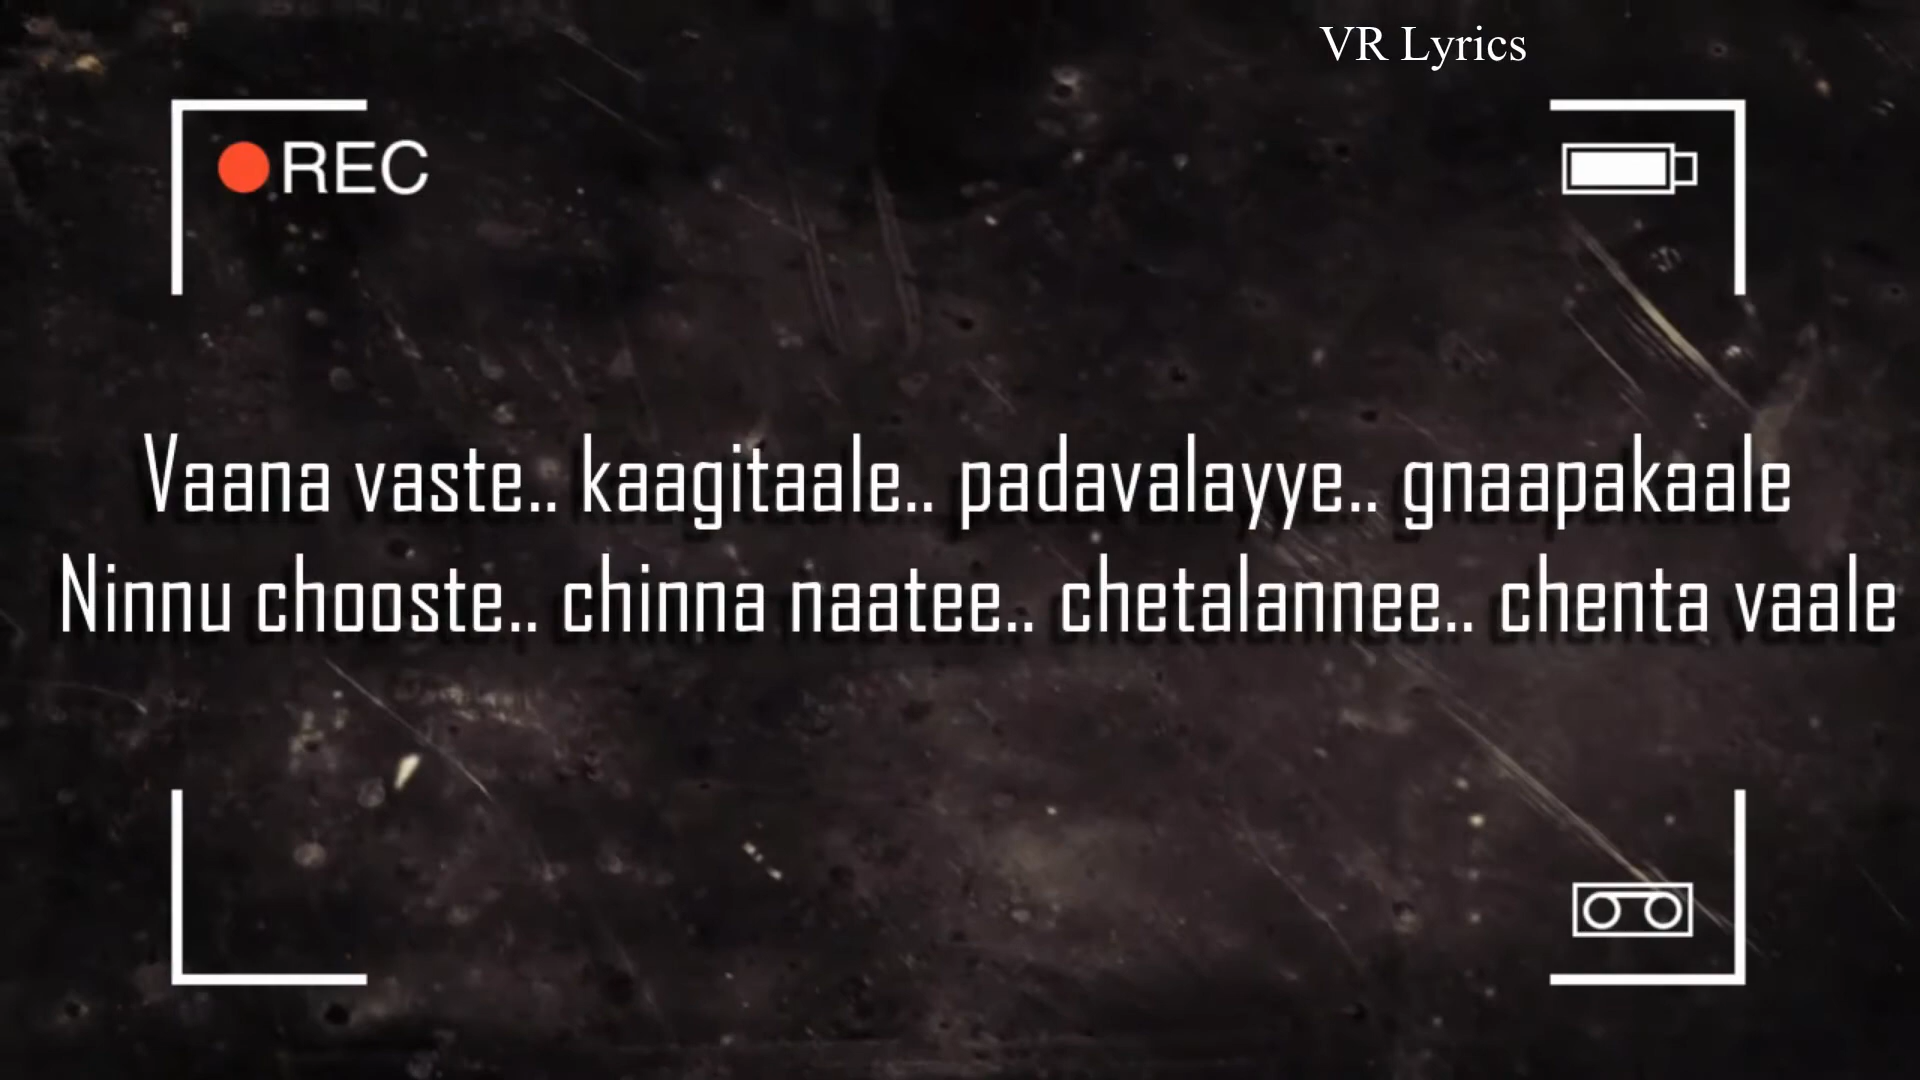 VR Lyrics
REC
Vaana vaste.. kaagitaale.. padavalayye.. gnaapakaale
Ninnu chooste.. chinna naatee.. chetalannee.. chenta vaale